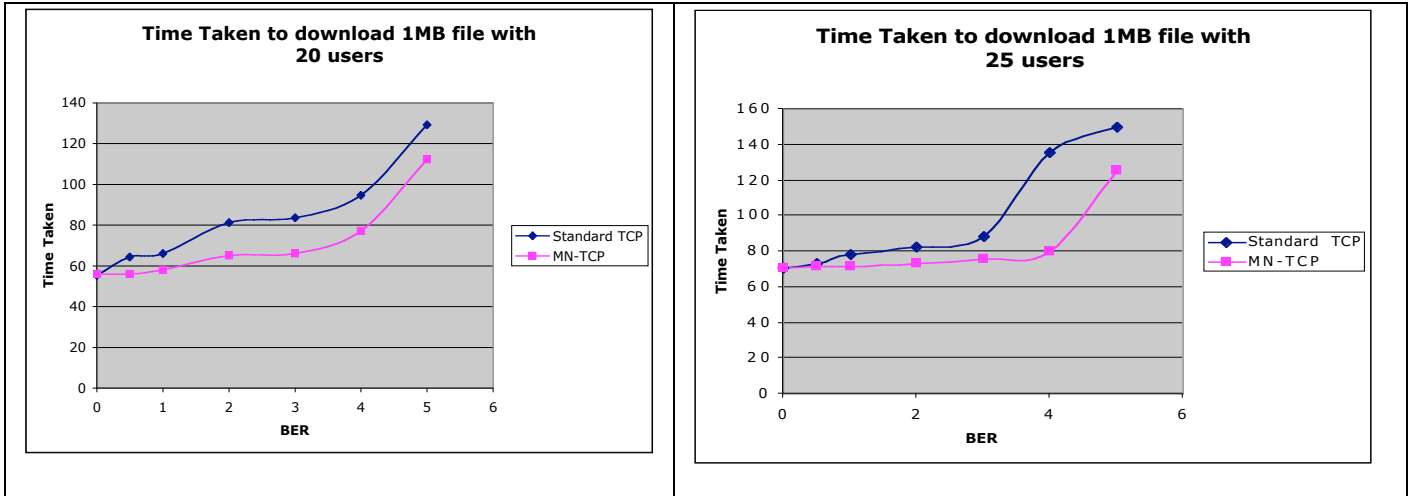 Time Taken to download 1MB file with
20 users
140
120
100
80
60
40
20
0
0 1 2 3 4 5 6
Time Taken
BER
Standard TCP
MN-TCP
Time Taken to download 1MB file with
25 users
160
140
120
100
80
60
40
20
0
0 2 4 6
Time Taken
BER
Standard TCP
MN-TCP